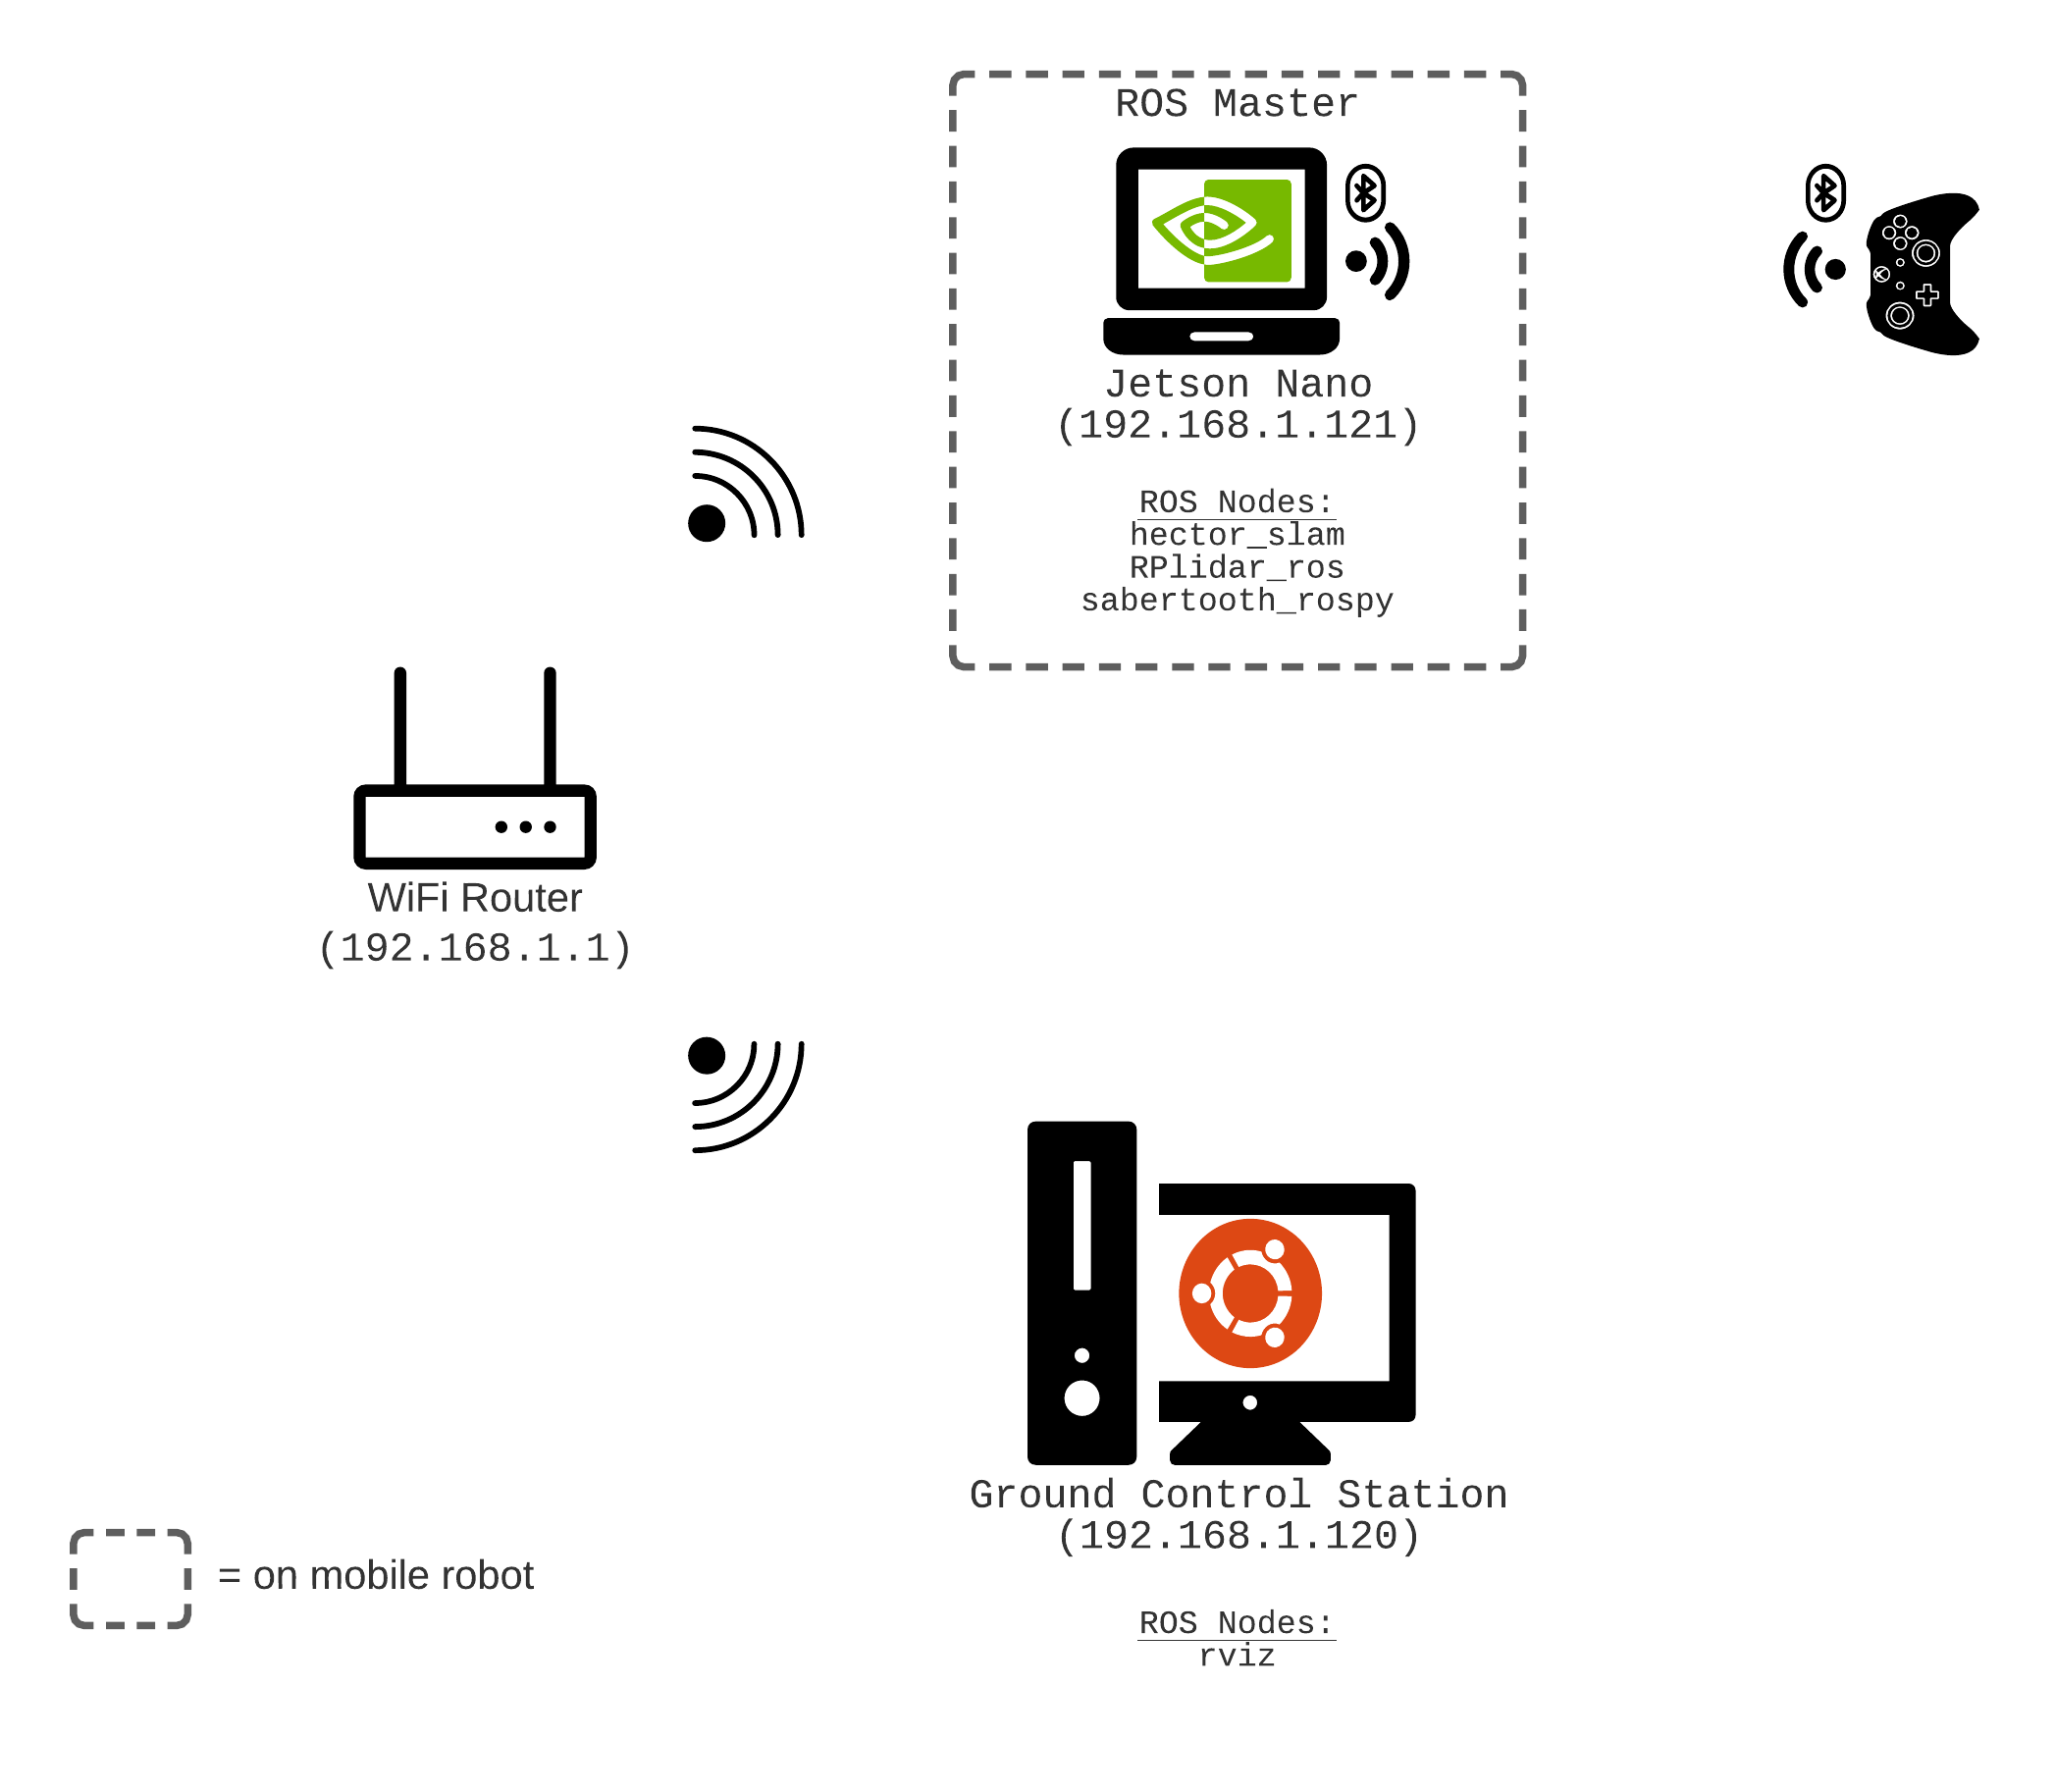 ROS Master
Jetson Nano
(192.168.1.121)
ROS Nodes:
hector_slam
RPlidar_ros
sabertooth_rospy
WiFi Router
(192.168.1.1)
Ground Control Station
(192.168.1.120)
ROS Nodes:
rviz
= on mobile robot